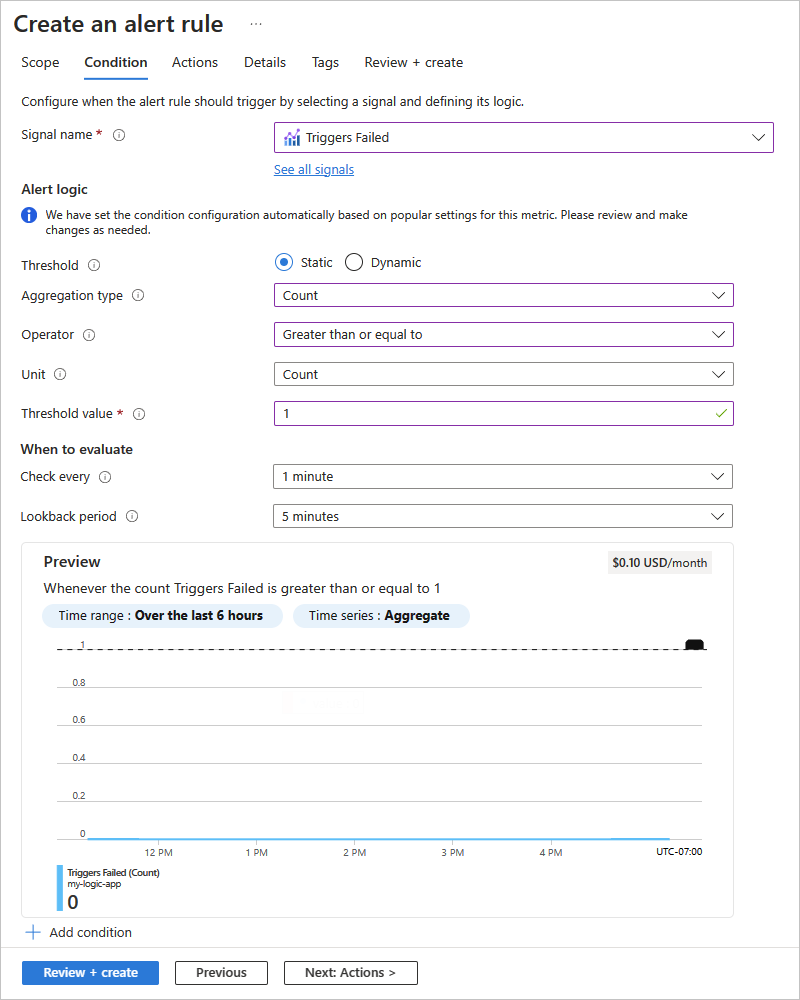 Create an alert rule ...
Scope Condition Actions Details Tags Review + create
Configure when the alert rule should trigger by selecting a signal and defining its logic.
Signal name * Triggers Failed
See all signals
Alert logic
We have set the condition configuration automatically based on popular settings for this metric. Please review and make
changes as needed.
Threshold Static Dynamic
Aggregation type Count
Operator Greater than or equal to
Unit Count
Threshold value * 1
When to evaluate
Check every 1 minute
Lookback period 5 minutes
Preview $0.10 USD/month
Whenever the count Triggers Failed is greater than or equal to 1
Time range : Over the last 6 hours Time series : Aggregate
1
0.8
0.6
0.4
0.2
0
12 PM 1 PM 2 PM 3 PM 4 PM UTC-07:00
Triggers Failed (Count)
my-logic-app
0
Add condition
Review + create Previous Next: Actions >